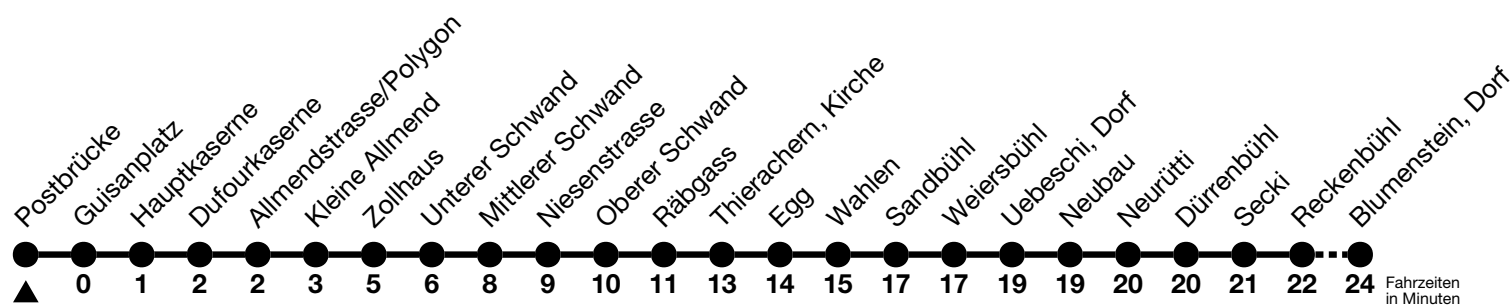 Postbrücke
Guisanplatz
Hauptkaserne
Dufourkaserne
Allmendstrasse/Polygon
Kleine Allmend
Zollhaus
Unterer Schwand
Mittlerer Schwand
Niesenstrasse
Oberer Schwand
Räbgass
Thierachern, Kirche
Egg
Wahlen
Sandbühl
Weiersbühl
Uebeschi, Dorf
Neubau
Neurütti
Dürrenbühl
Secki
Reckenbühl
Blumenstein, Dorf
0 1 2 2 3 5 6 8 9 10 11 13 14 15 17 17 19 19 20 20 21 22 24 Fahrzeiten
in Minuten